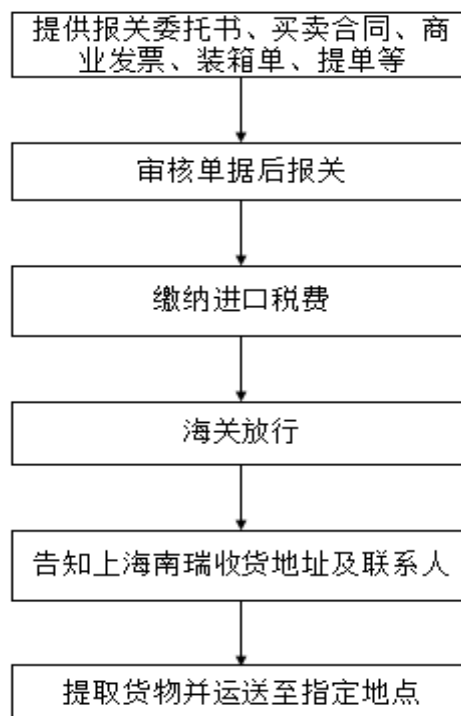 提供报关委托书、买卖合同、商
业发票、装箱单、提单等
审核单据后报关
缴纳进口税费
海关放行
告知上海南瑞收货地址及联系人
提取货物并运送至指定地点